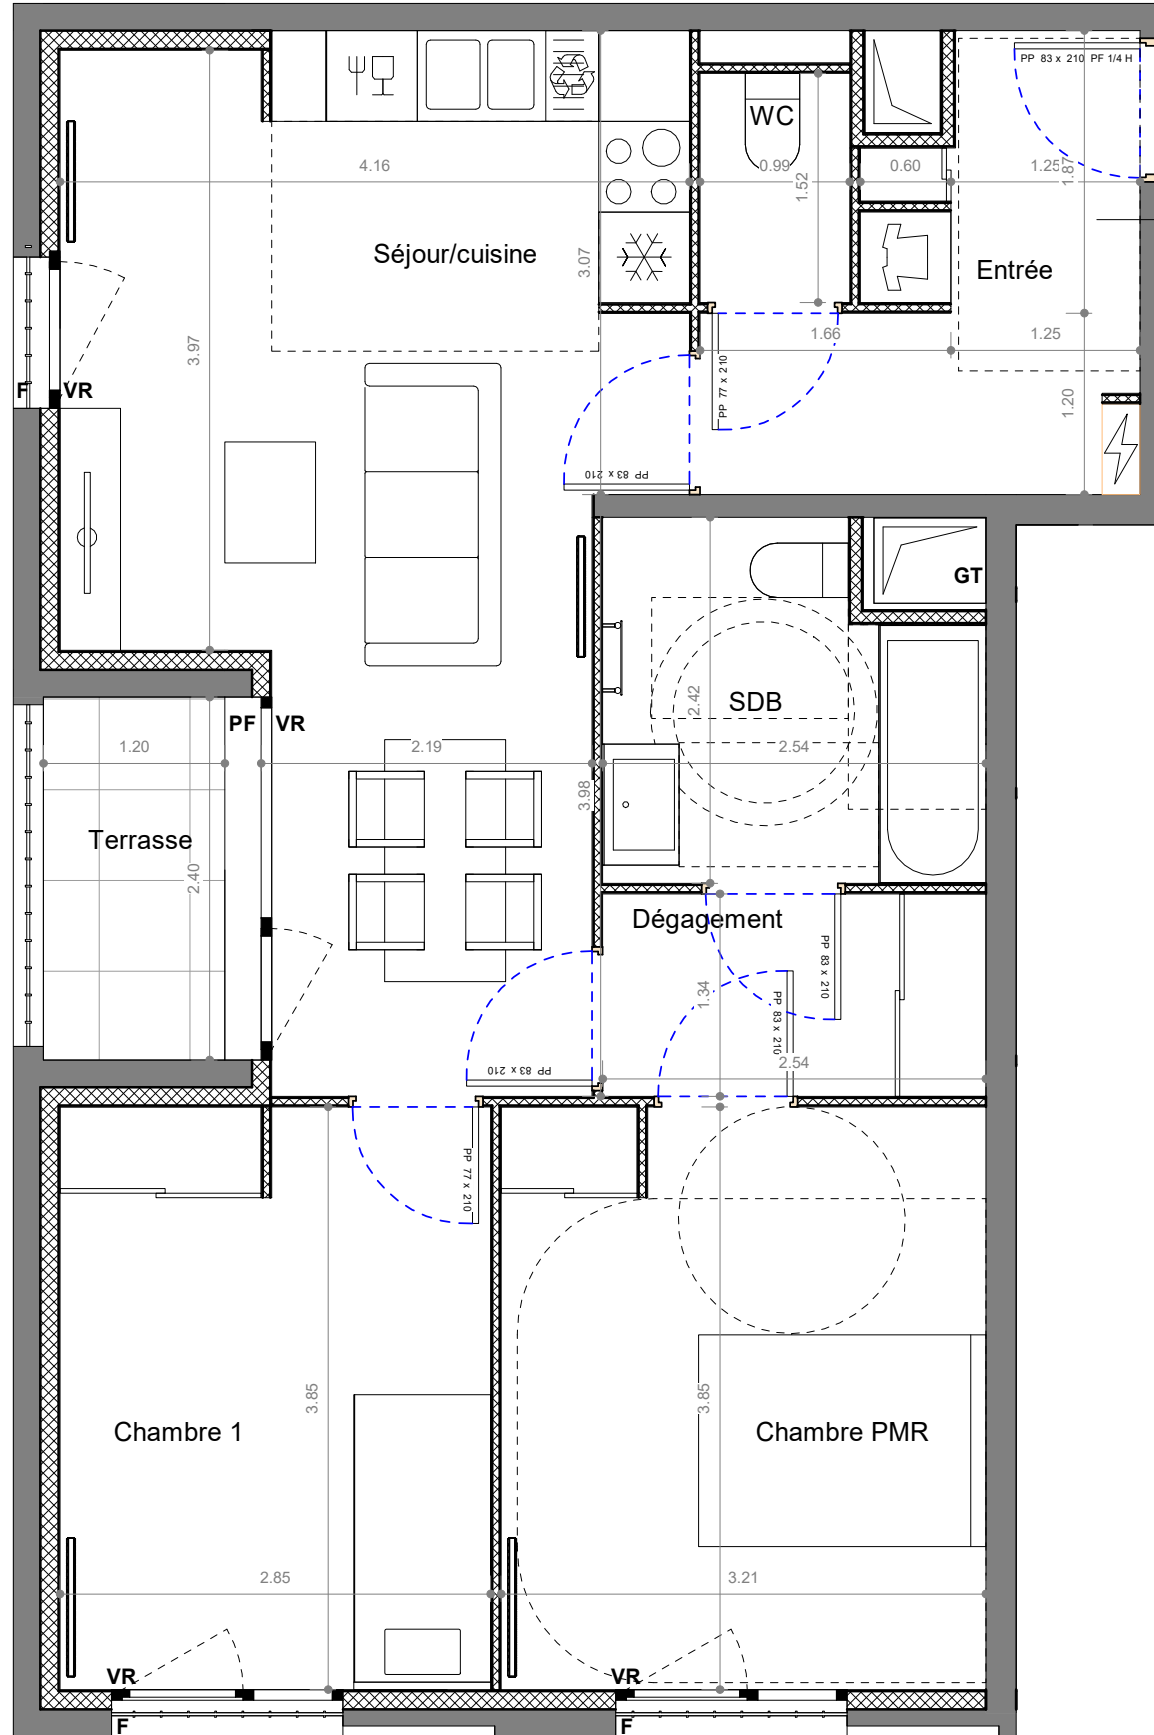 PP 83 x 210 PF 1/4 H
WC
4.16
0.99
1.52
0.60
1.25
1.87
Séjour/cuisine
3.07
Entrée
3.97
1.66
1.25
PP 77 x 210
1.20
F
VR
PP 83 x 210
GT
SDB
2.42
PF
VR
1.20
2.19
2.54
3.98
Terrasse
2.40
Dégagement
PP 83 x 210
1.34
PP 83 x 210
2.54
PP 83 x 210
PP 77 x 210
3.85
3.85
Chambre 1
Chambre PMR
2.85
3.21
VR
VR
F
F